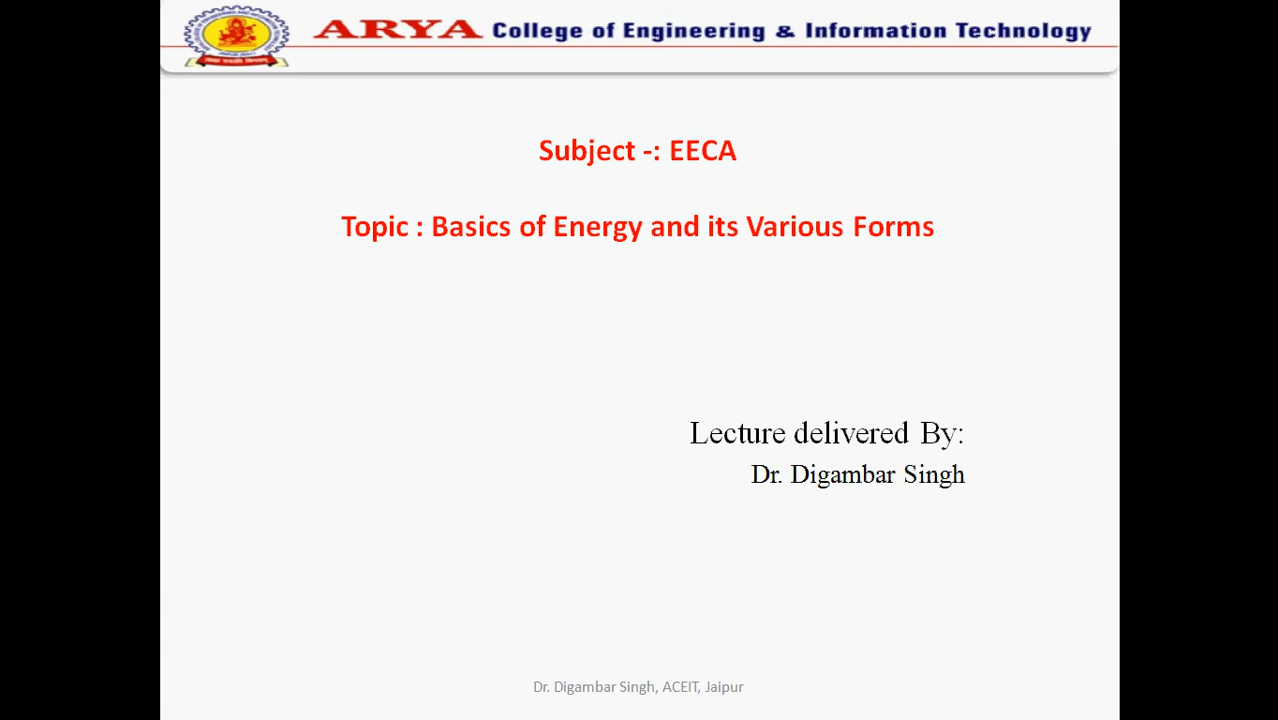 ARYA College of Engineering & Information Technology
Subject -: EECA
Topic : Basics of Energy and its Various Forms
Lecture delivered By:
Dr. Digambar Singh
Dr. Digambar Singh, ACEIT, Jaipur